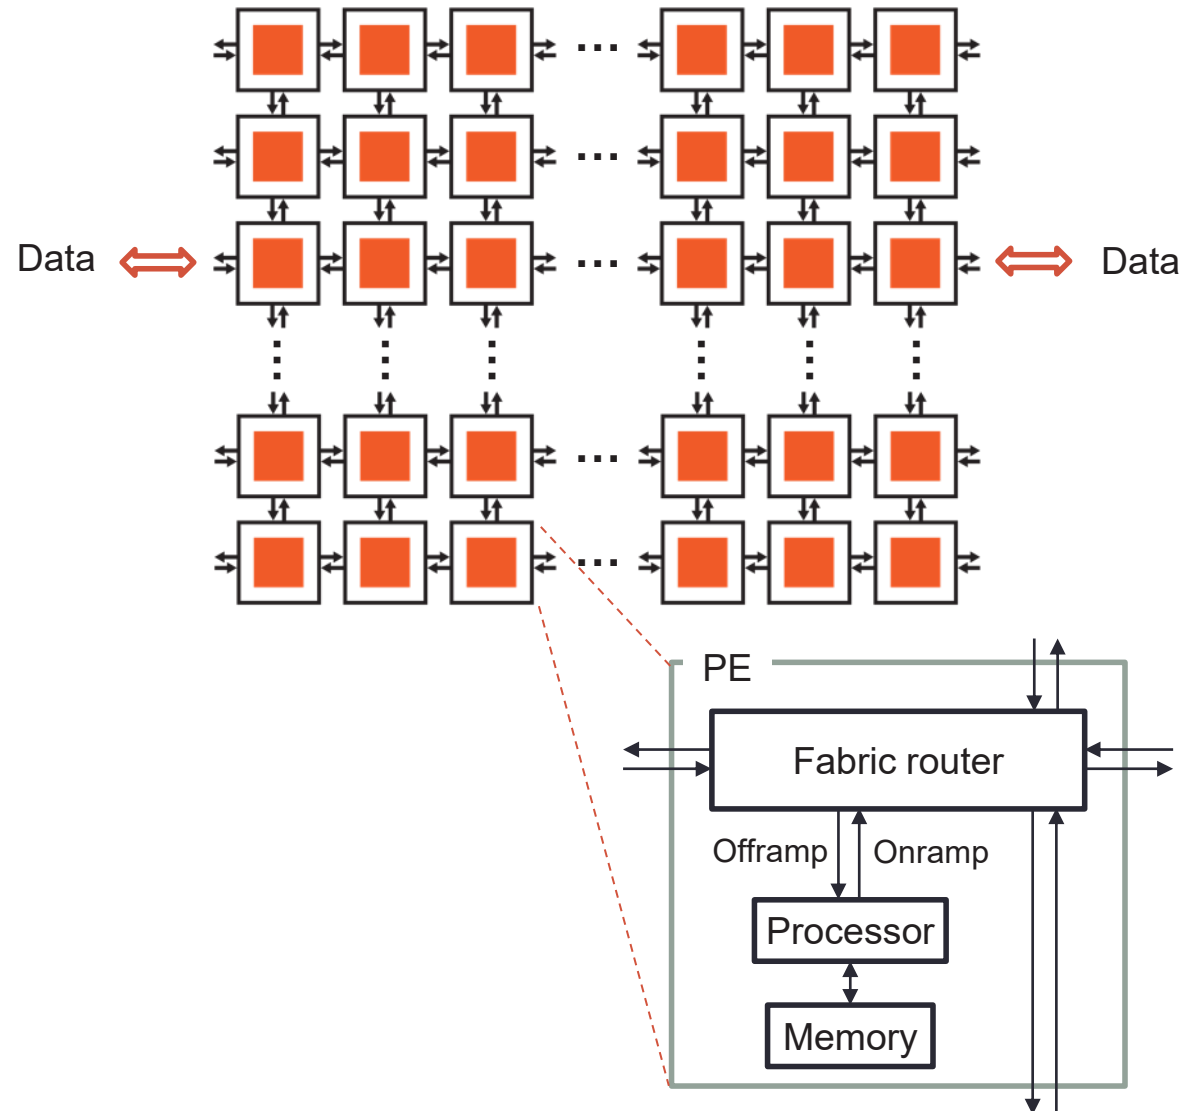 Data
Data
PE
Fabric router
Offramp
Onramp
Processor
Memory